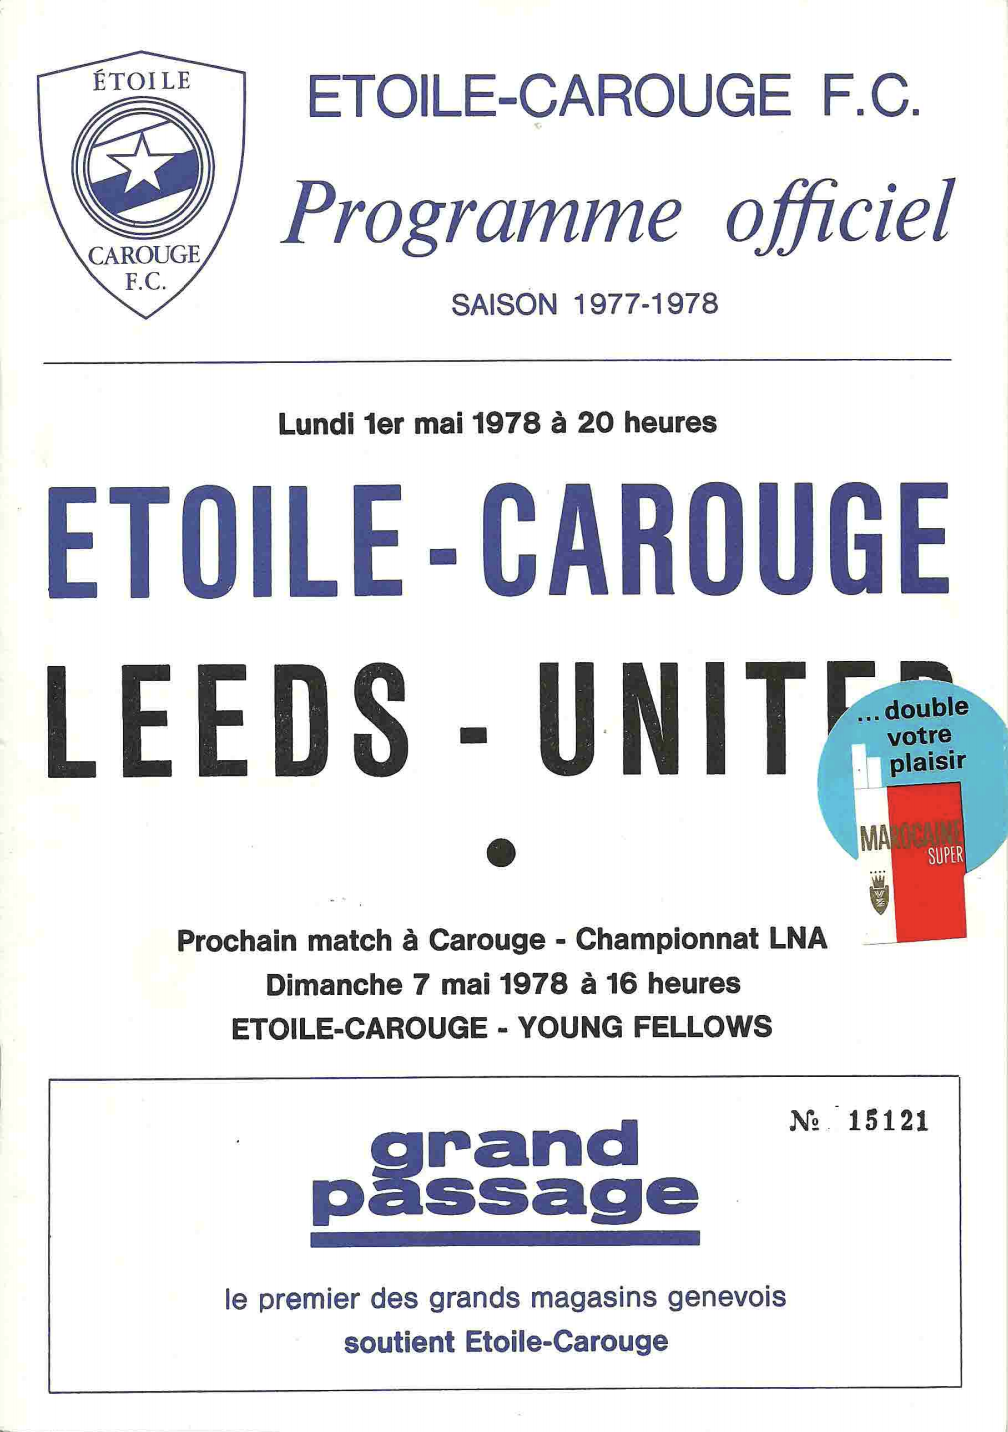 ÉTOILE
CAROUGE
F.C.
ETOILE-CAROUGE F.C.
Programme officiel
SAISON 1977-1978
Lundi 1er mai 1978 à 20 heures
ETOILE-CAROUGE
LEEDS - UNITED
...double
votre
plaisir
MAROCAINE
SUPER
Prochain match à Carouge - Championnat LNA
Dimanche 7 mai 1978 à 16 heures
ETOILE-CAROUGE - YOUNG FELLOWS
№ 15121
grand
passage
le premier des grands magasins genevois
soutient Etoile-Carouge